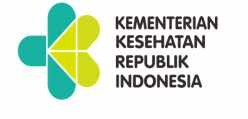 KEMENTERIAN
KESEHATAN
REPUBLIK
INDONESIA